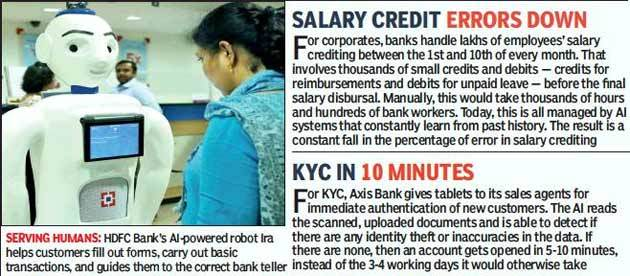 SERVING HUMANS: HDFC Bank's AI-powered robot Ira
helps customers fill out forms, carry out basic
transactions, and guides them to the correct bank teller
SALARY CREDIT ERRORS DOWN
For corporates, banks handle lakhs of employees' salary
crediting between the 1st and 10th of every month. That
involves thousands of small credits and debits — credits for
reimbursements and debits for unpaid leave — before the final
salary disbursal. Manually, this would take thousands of hours
and hundreds of bank workers. Today, this is all managed by AI
systems that constantly learn from past history. The result is a
constant fall in the percentage of error in salary crediting
KYC IN 10 MINUTES
For KYC, Axis Bank gives tablets to its sales agents for
immediate authentication of new customers. The AI reads
the scanned, uploaded documents and is able to detect if
there are any identity theft or inaccuracies in the data. If
there are none, then an account gets opened in 5-10 minutes,
instead of the 3-4 working days it would otherwise take